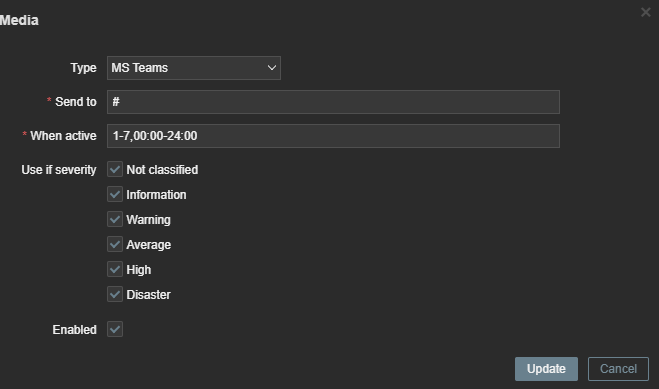 Media
Type MS Teams
* Send to #
* When active 1-7,00:00-24:00
Use if severity Not classified
Information
Warning
Average
High
Disaster
Enabled
Update Cancel